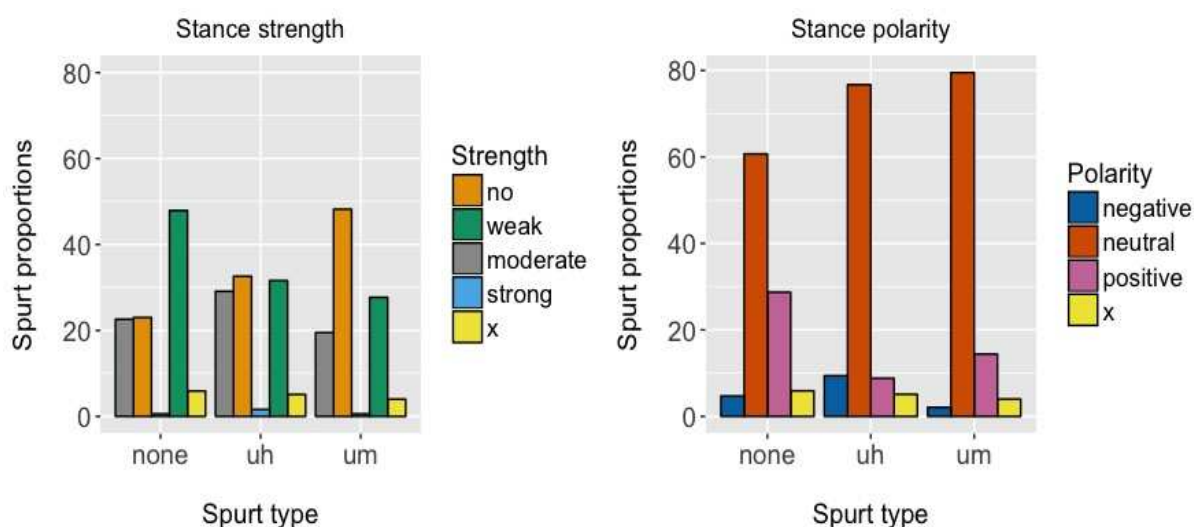 Stance strength
80
60
40
20
0
Spurt proportions
none uh um
Spurt type
Strength
no
weak
moderate
strong
x
Stance polarity
80
60
40
20
0
Spurt proportions
none uh um
Spurt type
Polarity
negative
neutral
positive
x